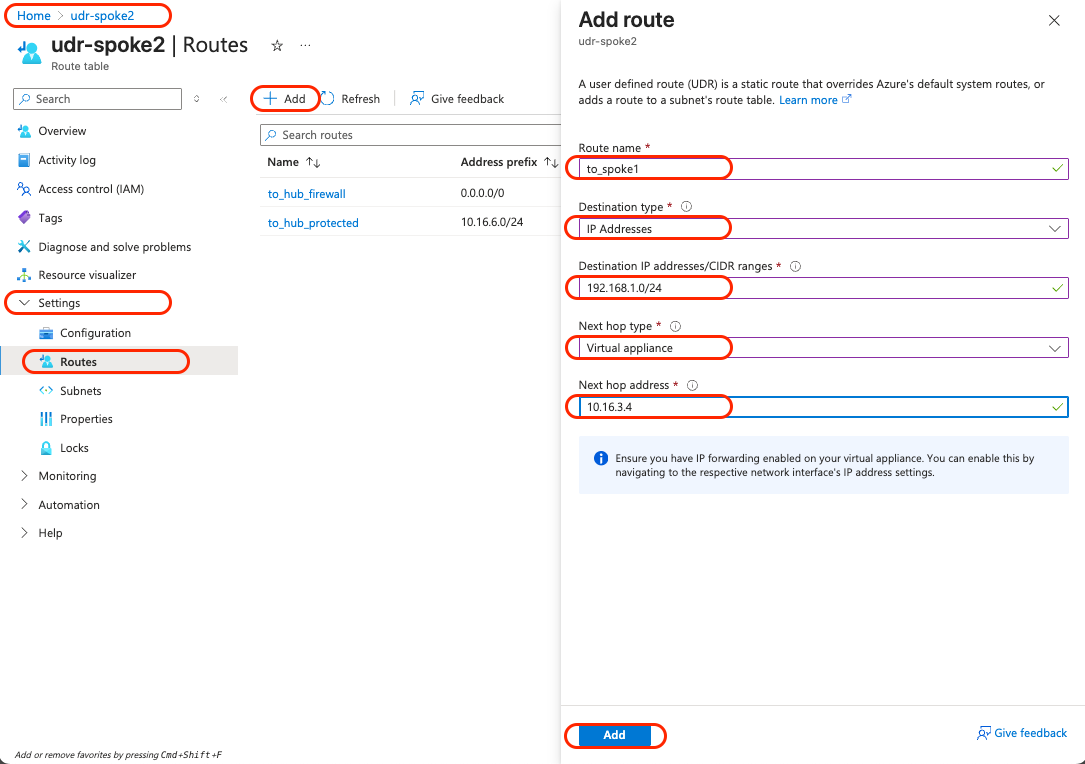 Home > udr-spoke2
udr-spoke2 | Routes ☆ ...
Route table
Search
Overview
Activity log
Access control (IAM)
Tags
Diagnose and solve problems
Resource visualizer
Settings
Configuration
Routes
Subnets
Properties
Locks
Monitoring
Automation
Help
Add or remove favorites by pressing Cmd+Shift+F
+ Add Refresh Give feedback
Search routes
Name ↑↓ Address prefix ↑↓
to_hub_firewall 0.0.0.0/0
to_hub_protected 10.16.6.0/24
Add route
udr-spoke2
A user defined route (UDR) is a static route that overrides Azure's default system routes, or
adds a route to a subnet's route table. Learn more
Route name *
to_spoke1
Destination type *
IP Addresses
Destination IP addresses/CIDR ranges *
192.168.1.0/24
Next hop type *
Virtual appliance
Next hop address *
10.16.3.4
Ensure you have IP forwarding enabled on your virtual appliance. You can enable this by
navigating to the respective network interface's IP address settings.
Add
Give feedback